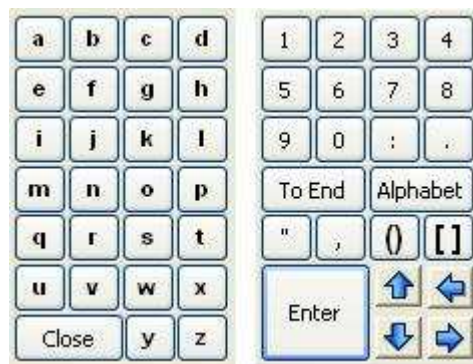 a b c d
e f g h
i j k l
m n o p
q r s t
u v w x
Close y z
1 2 3 4
5 6 7 8
9 0 : .
To End Alphabet
" , () []
Enter